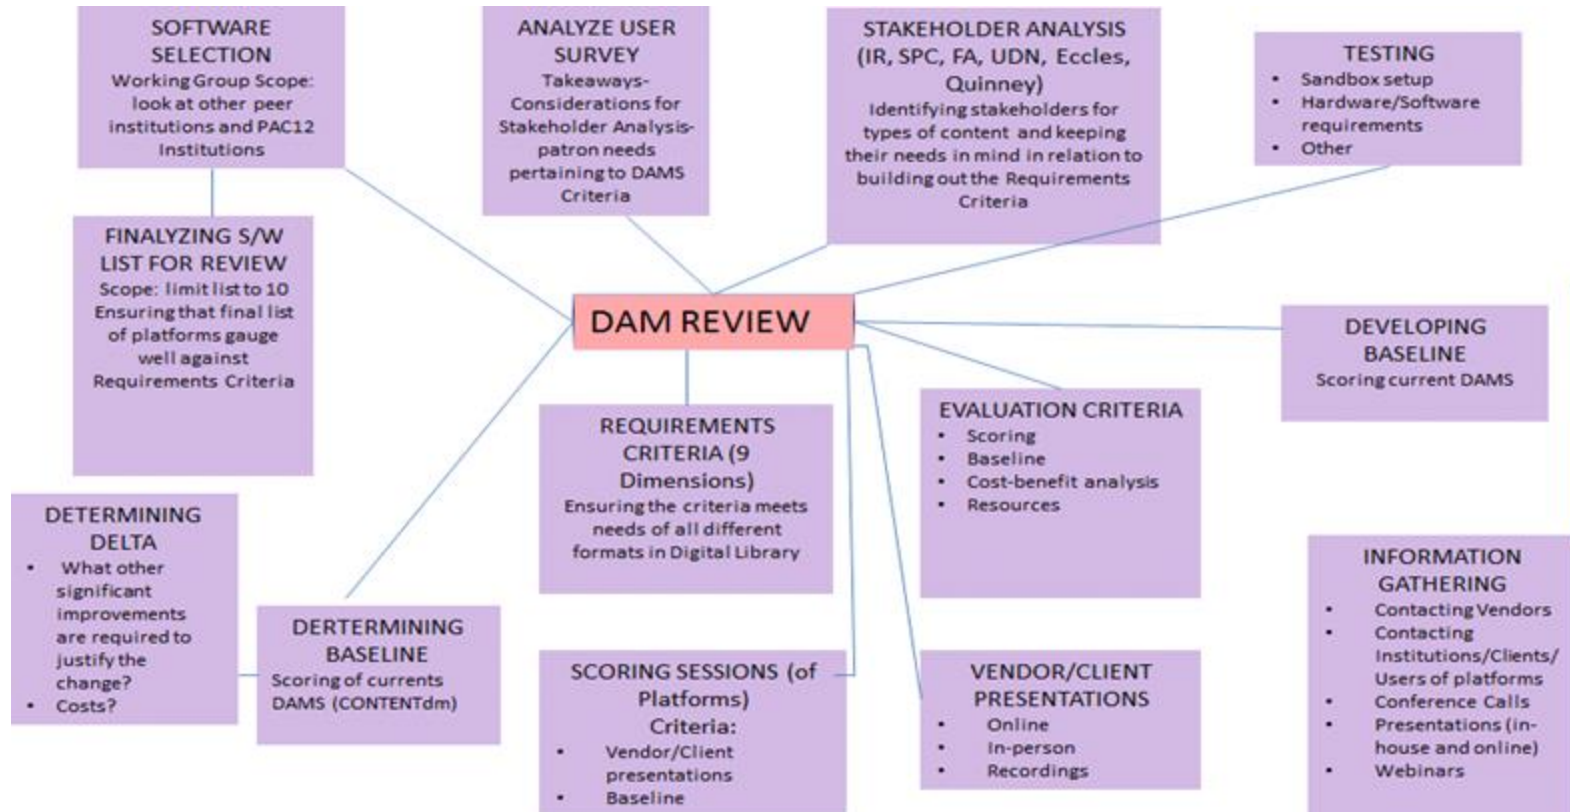 SOFTWARE
SELECTION
Working Group Scope:
look at other peer
institutions and PAC12
Institutions
ANALYZE USER
SURVEY
Takeaways-
Considerations for
Stakeholder Analysis-
patron needs
pertaining to DAMS
Criteria
STAKEHOLDER ANALYSIS
(IR, SPC, FA, UDN, Eccles,
Quinney)
Identifying stakeholders for
types of content and keeping
their needs in mind in relation to
building out the Requirements
Criteria
TESTING
• Sandbox setup
• Hardware/Software
requirements
• Other
FINALYZING S/W
LIST FOR REVIEW
Scope: limit list to 10
Ensuring that final list
of platforms gauge
well against
Requirements Criteria
DAM REVIEW
DEVELOPING
BASELINE
Scoring current DAMS
REQUIREMENTS
CRITERIA (9
Dimensions)
Ensuring the criteria meets
needs of all different
formats in Digital Library
EVALUATION CRITERIA
• Scoring
• Baseline
• Cost-benefit analysis
• Resources
DETERMINING
DELTA
• What other
significant
improvements
are required to
justify the
change?
• Costs?
DERTERMINING
BASELINE
Scoring of currents
DAMS (CONTENTdm)
SCORING SESSIONS (of
Platforms)
Criteria:
• Vendor/Client
presentations
• Baseline
VENDOR/CLIENT
PRESENTATIONS
• Online
• In-person
• Recordings
INFORMATION
GATHERING
• Contacting Vendors
• Contacting
Institutions/Clients/
Users of platforms
• Conference Calls
• Presentations (in-
house and online)
• Webinars